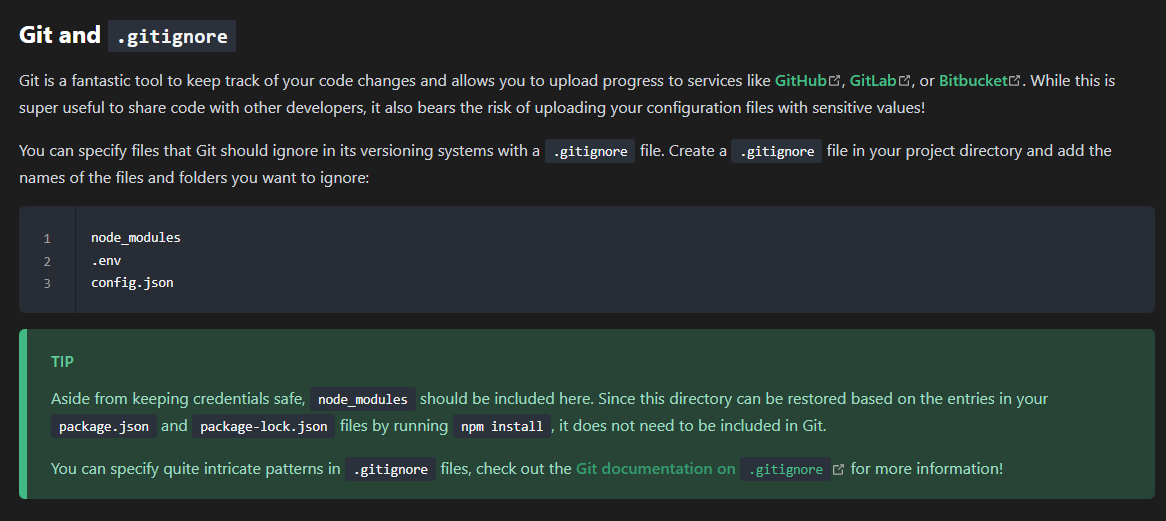 Git and .gitignore
Git is a fantastic tool to keep track of your code changes and allows you to upload progress to services like GitHub, GitLab, or Bitbucket. While this is
super useful to share code with other developers, it also bears the risk of uploading your configuration files with sensitive values!
You can specify files that Git should ignore in its versioning systems with a .gitignore file. Create a .gitignore file in your project directory and add the
names of the files and folders you want to ignore:
1 node_modules
2 .env
3 config.json
TIP
Aside from keeping credentials safe, node_modules should be included here. Since this directory can be restored based on the entries in your
package.json and package-lock.json files by running npm install, it does not need to be included in Git.
You can specify quite intricate patterns in .gitignore files, check out the Git documentation on .gitignore for more information!